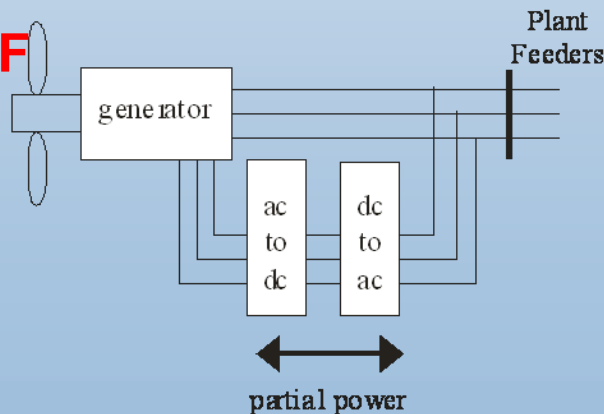 Plant
Feeders
F
generator
ac
to
dc
dc
to
ac
partial power